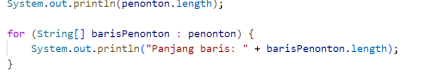 System.out.println(penonton.length);
for (String[] barisPenonton : penonton) {
System.out.println("Panjang baris: " + barisPenonton.length);
}